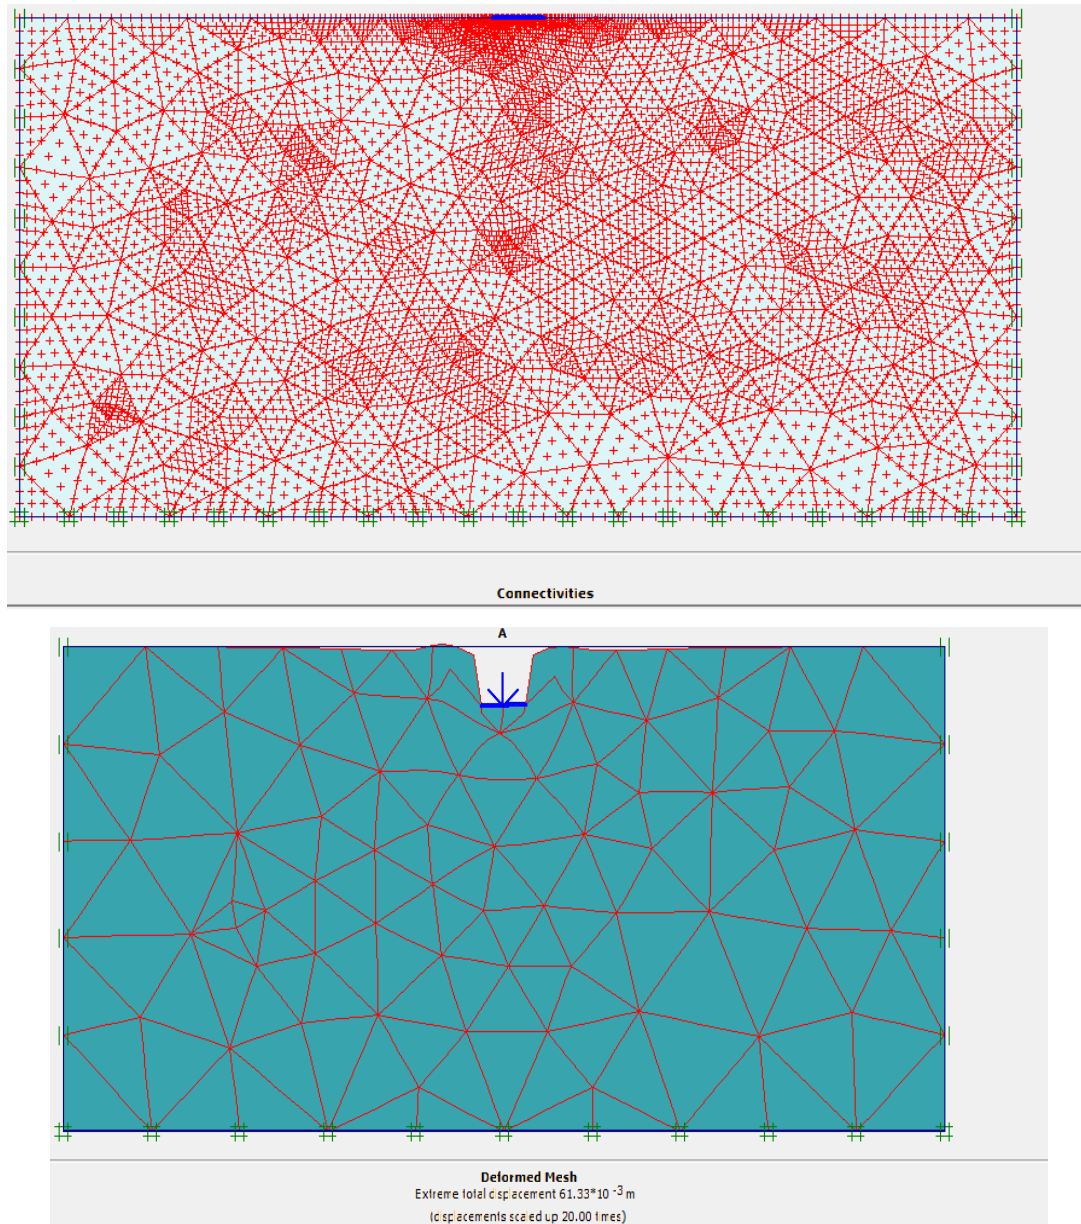 Connectivities
A
Deformed Mesh
Extreme total displacement 61.33*10 -3 m
(displacements scaled up 20.00 times)